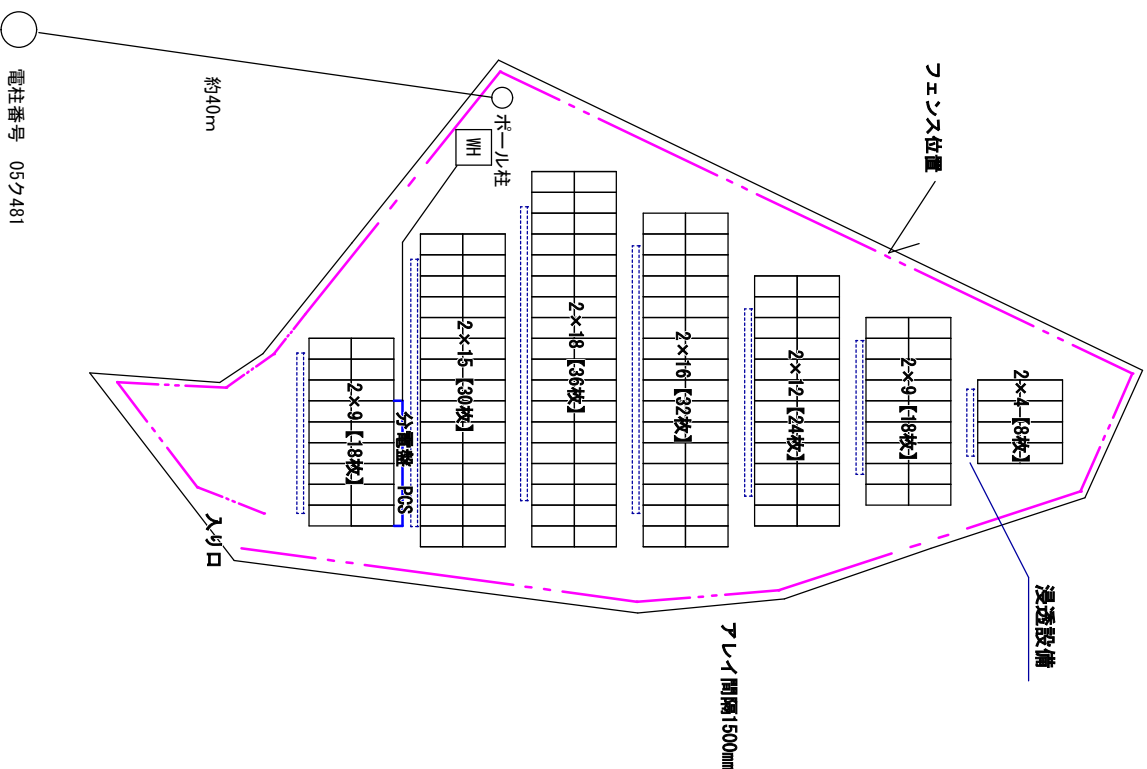 フェンス位置
約40m
電柱番号 05ク481
ポール柱
WH
2×4【8枚】
2×9【18枚】
2×12【24枚】
2×16【32枚】
2×18【36枚】
2×15【30枚】
2×9【18枚】
分電盤 PCS
入り口
浸透設備
アレイ間隔1500mm